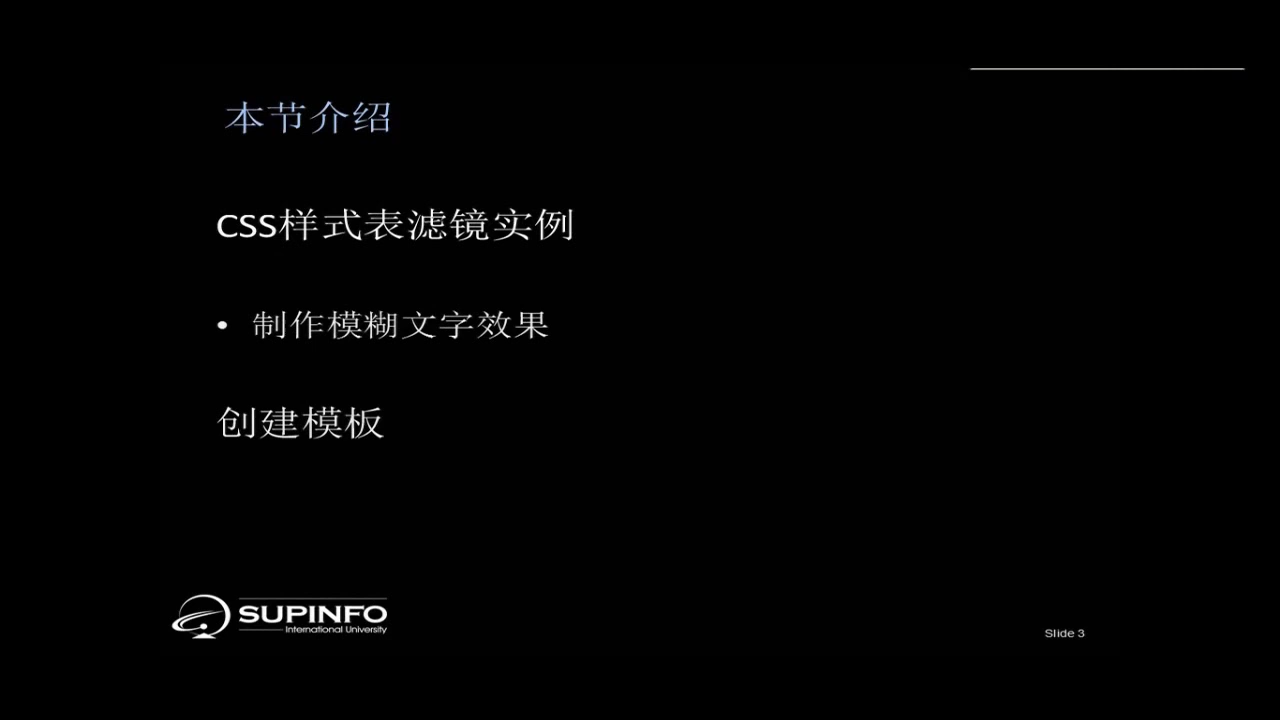 本节介绍
CSS样式表滤镜实例
• 制作模糊文字效果
创建模板
SUPINFO
International University
Slide 3